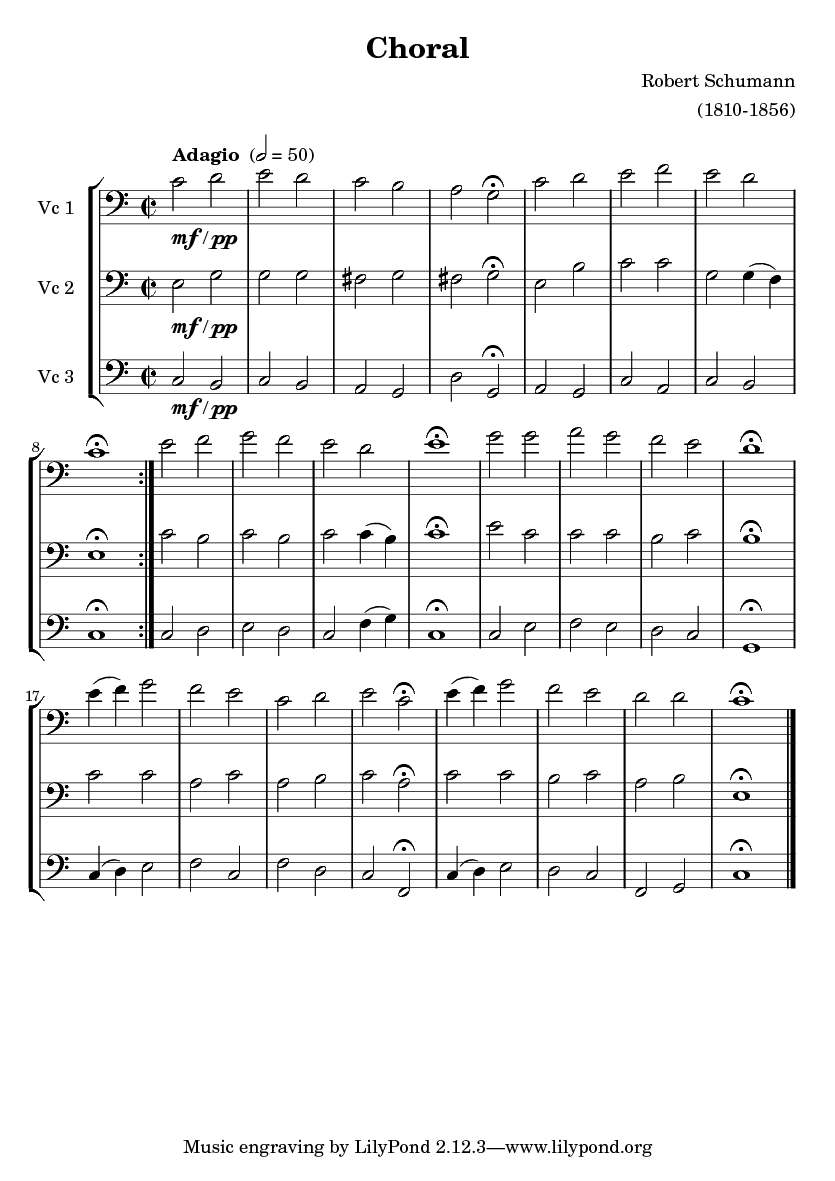 Choral
Robert Schumann
(1810-1856)
Adagio (𝅗𝅥 = 50)
Vc 1
mf / pp
Vc 2
mf / pp
Vc 3
mf / pp
8
17
Music engraving by LilyPond 2.12.3—www.lilypond.org